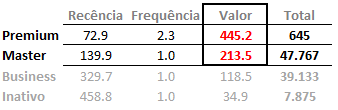 Recência Frequência Valor Total
Premium 72.9 2.3 445.2 645
Master 139.9 1.0 213.5 47.767
Business 329.7 1.0 118.5 39.133
Inativo 458.8 1.0 34.9 7.875